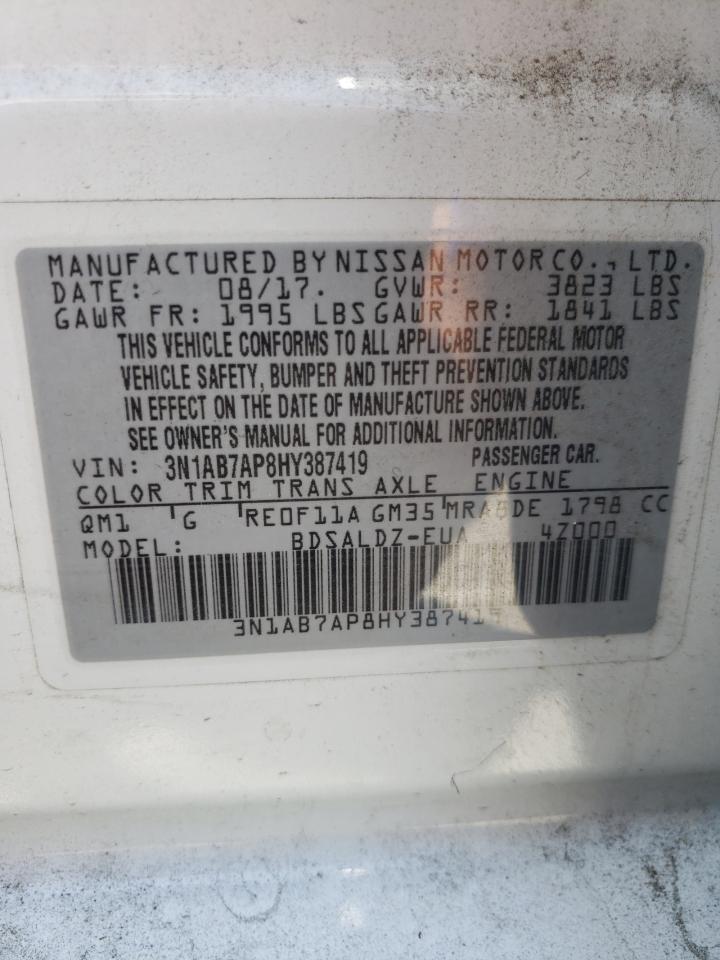 MANUFACTURED BY NISSAN MOTOR CO., LTD.
DATE: 08/17. GVWR: 3823 LBS
GAWR FR: 1995 LBS GAWR RR: 1841 LBS
THIS VEHICLE CONFORMS TO ALL APPLICABLE FEDERAL MOTOR
VEHICLE SAFETY, BUMPER AND THEFT PREVENTION STANDARDS
IN EFFECT ON THE DATE OF MANUFACTURE SHOWN ABOVE.
SEE OWNER'S MANUAL FOR ADDITIONAL INFORMATION.
VIN: 3N1AB7AP8HY387419 PASSENGER CAR.
COLOR TRIM TRANS AXLE ENGINE
QM1 G RE0F11A GM35 MRA8DE 1798 CC
MODEL: BDSALDZ-EUA 4Z000
3N1AB7AP8HY387419